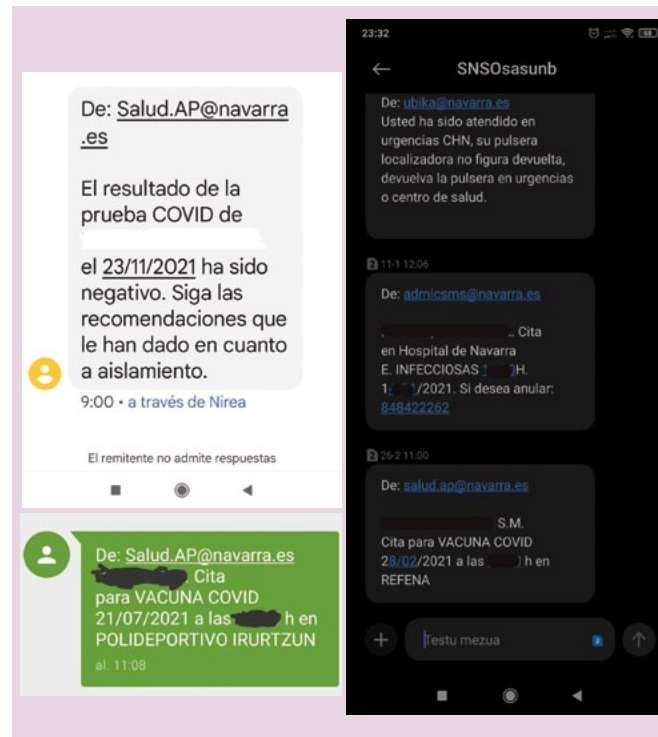 De: Salud.AP@navarra
.es
El resultado de la
prueba COVID de
el 23/11/2021 ha sido
negativo. Siga las
recomendaciones que
le han dado en cuanto
a aislamiento.
9:00 • a través de Nirea
El remitente no admite respuestas
De: Salud.AP@navarra.es
Cita
para VACUNA COVID
21/07/2021 a las h en
POLIDEPORTIVO IRURTZUN
al. 11:08
23:32
SNSOsasunb
De: ubika@navarra.es
Usted ha sido atendido en
urgencias CHN, su pulsera
localizadora no figura devuelta,
devuelva la pulsera en urgencias
o centro de salud.
2 11-1 12:06
De: admicsms@navarra.es
. Cita
en Hospital de Navarra
E. INFECCIOSAS H.
/2021. Si desea anular:
848422262
2 26-2 11:00
De: salud.ap@navarra.es
S.M.
Cita para VACUNA COVID
28/02/2021 a las h en
REFENA
Testu mezua